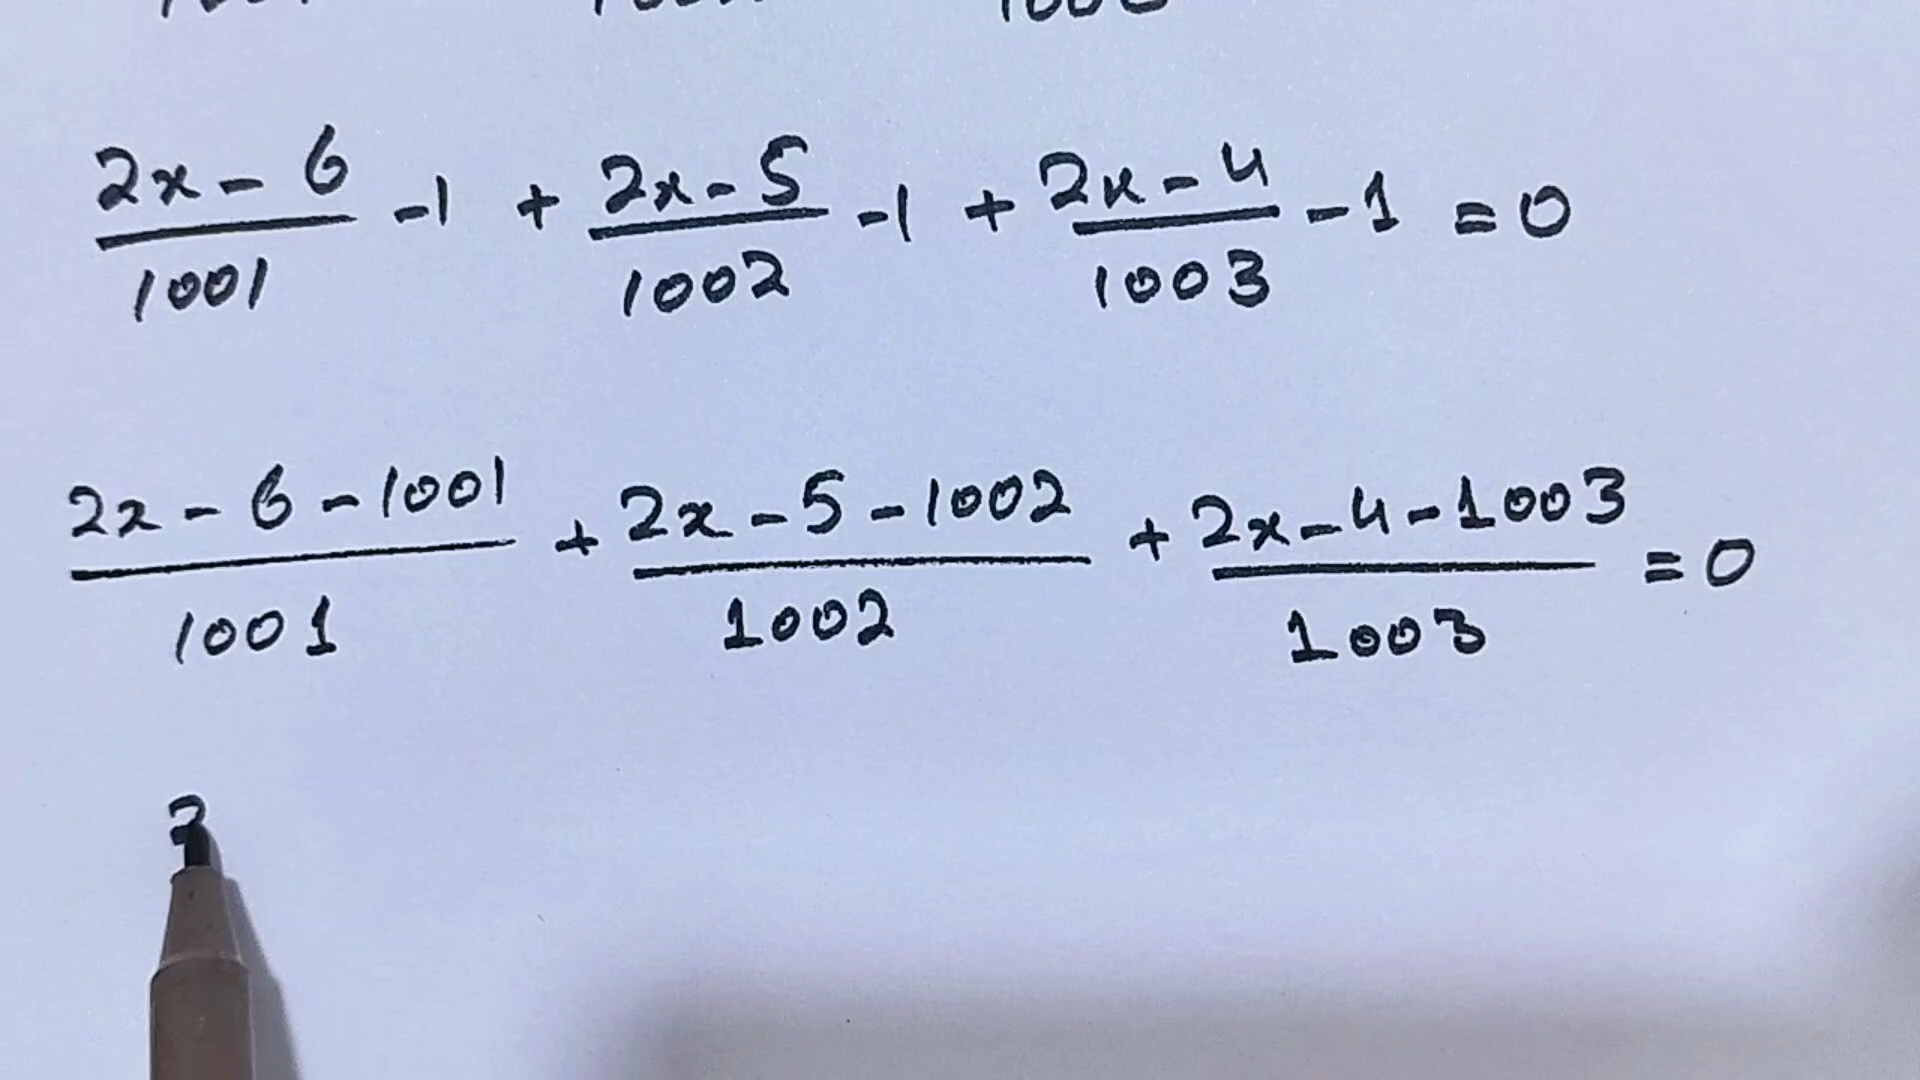 2x - 6 / 1001 - 1 + 2x - 5 / 1002 - 1 + 2x - 4 / 1003 - 1 = 0
2x - 6 - 1001 / 1001 + 2x - 5 - 1002 / 1002 + 2x - 4 - 1003 / 1003 = 0
2